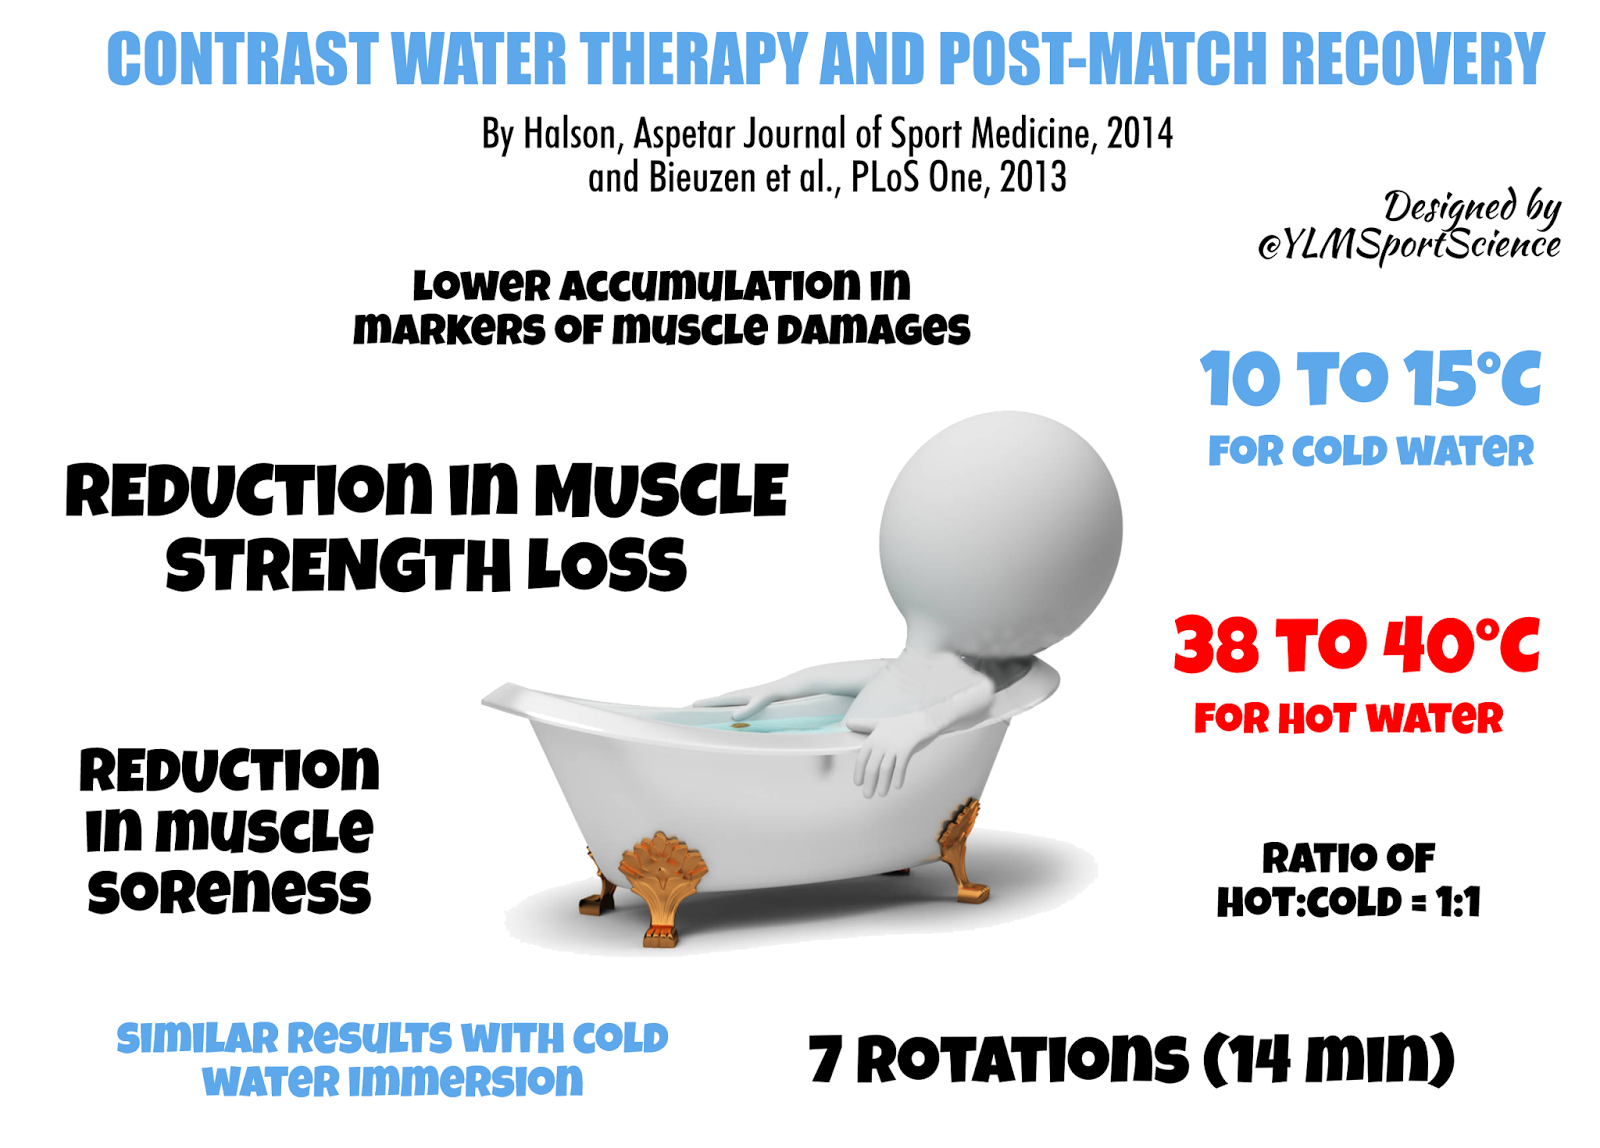 CONTRAST WATER THERAPY AND POST-MATCH RECOVERY
By Halson, Aspetar Journal of Sport Medicine, 2014
and Bieuzen et al., PLoS One, 2013
Designed by
@YLMSportScience
LOWER ACCUMULATION IN
MARKERS OF MUSCLE DAMAGES
10 TO 15°C
FOR COLD WATER
REDUCTION IN MUSCLE
STRENGTH LOSS
38 TO 40°C
FOR HOT WATER
REDUCTION
IN MUSCLE
SORENESS
RATIO OF
HOT:COLD = 1:1
SIMILAR RESULTS WITH COLD
WATER IMMERSION
7 ROTATIONS (14 MIN)